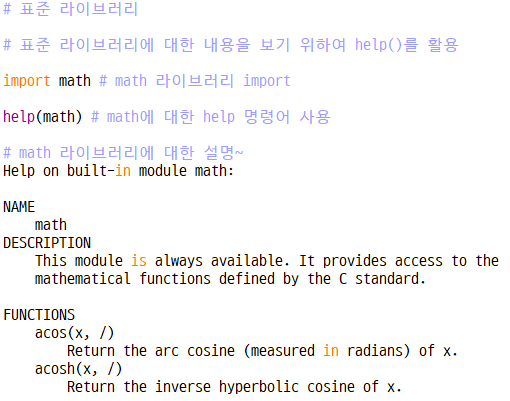 # 표준 라이브러리
# 표준 라이브러리에 대한 내용을 보기 위하여 help()를 활용
import math # math 라이브러리 import
help(math) # math에 대한 help 명령어 사용
# math 라이브러리에 대한 설명~
Help on built-in module math:
NAME
math
DESCRIPTION
This module is always available. It provides access to the
mathematical functions defined by the C standard.
FUNCTIONS
acos(x, /)
Return the arc cosine (measured in radians) of x.
acosh(x, /)
Return the inverse hyperbolic cosine of x.